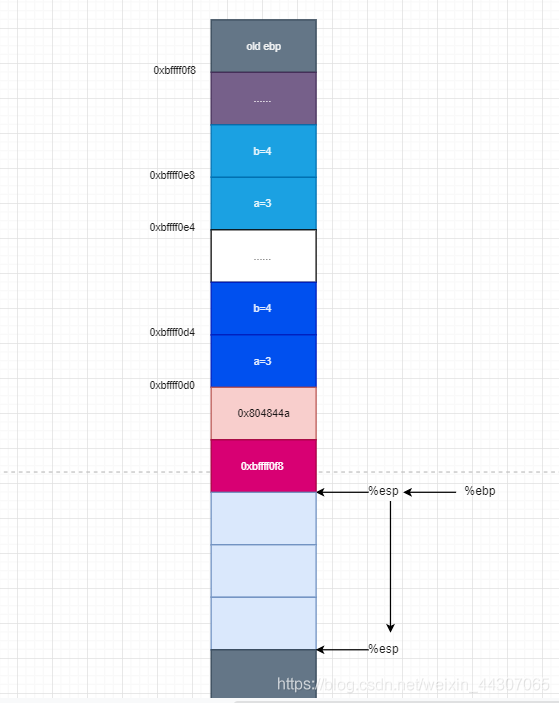 old ebp
0xbffff0f8
......
b=4
0xbffff0e8
a=3
0xbffff0e4
......
b=4
0xbffff0d4
a=3
0xbffff0d0
0x804844a
0xbffff0f8
%esp
%ebp
%esp
https://blog.csdn.net/weixin_44307065